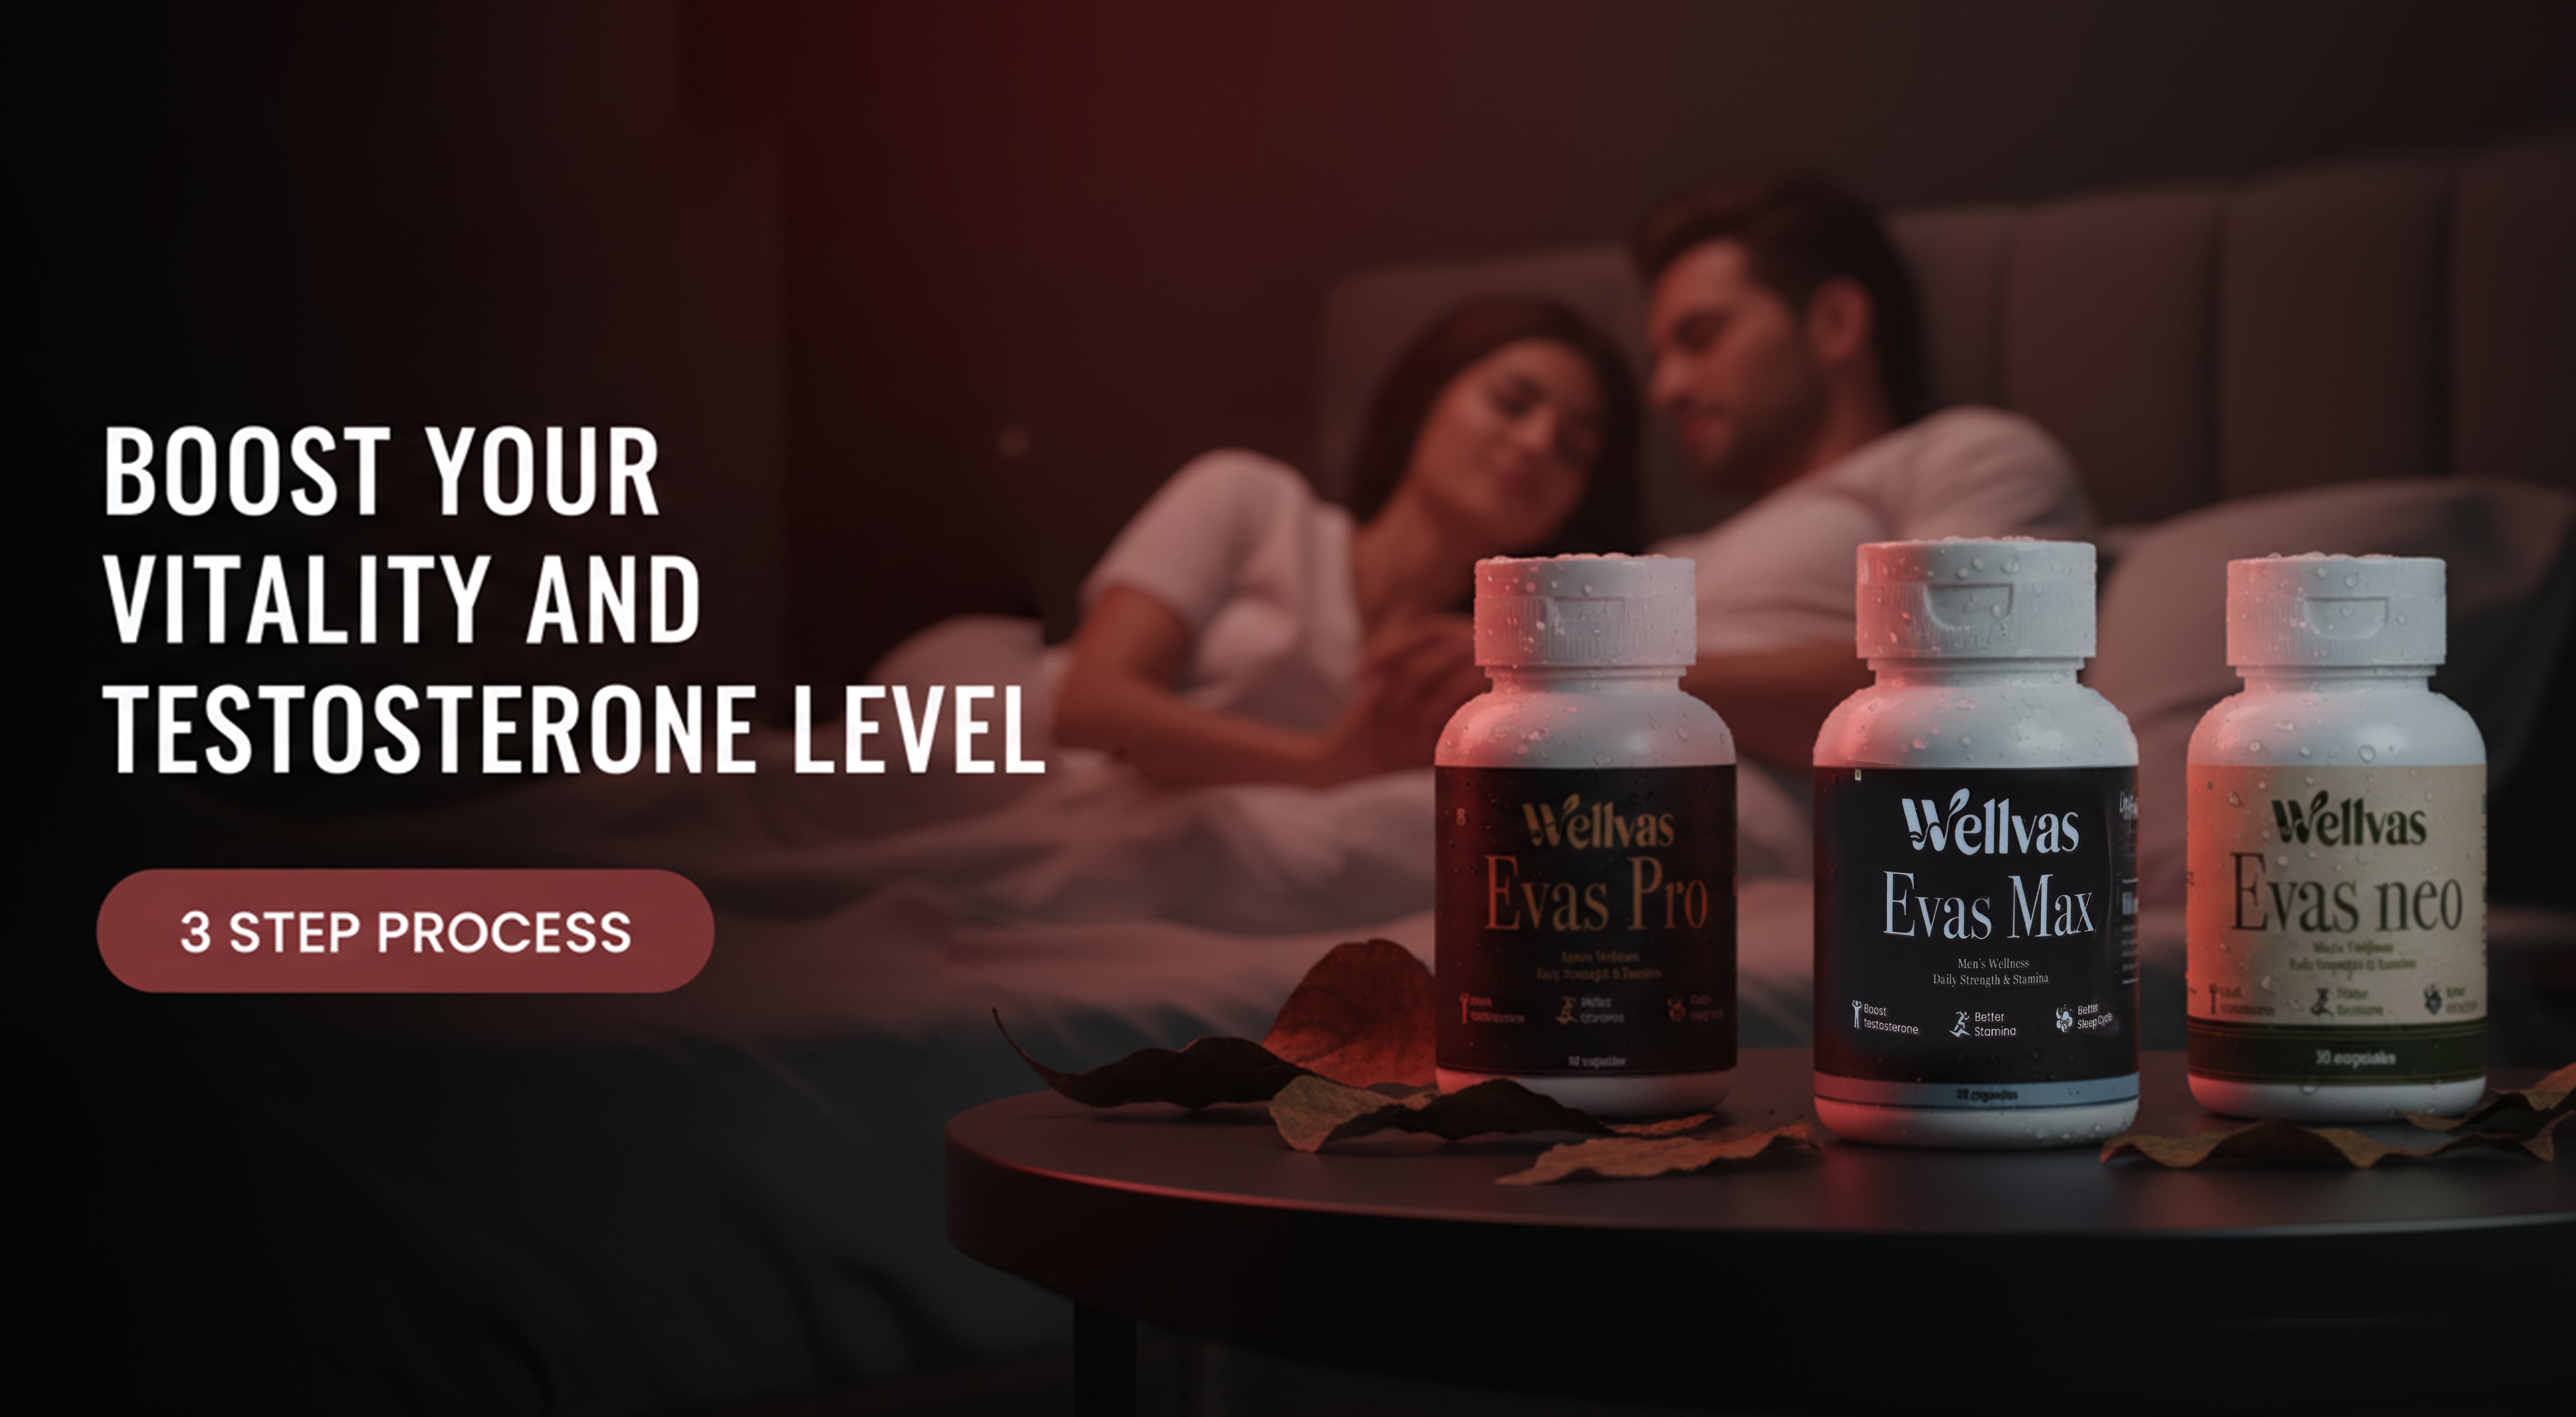 BOOST YOUR
VITALITY AND
TESTOSTERONE LEVEL
3 STEP PROCESS
Wellvas
Evas Pro
Wellvas
Evas Max
Men's Wellness
Daily Strength & Stamina
Boost
testosterone
Better
Stamina
Better
Sleep Cycle
Wellvas
Evas neo